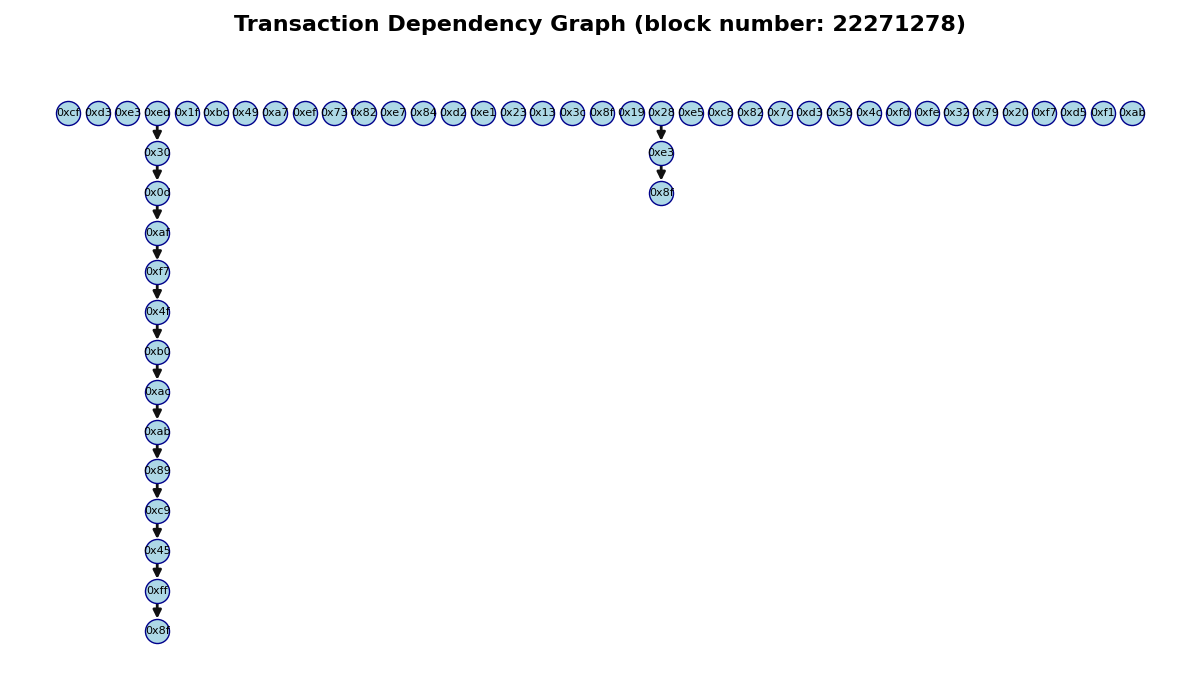 Transaction Dependency Graph (block number: 22271278)
0xcf 0xd3 0xe3 0xed 0x1f 0xbc 0x49 0xa7 0xef 0x73 0x82 0xe7 0x84 0xd2 0xe1 0x23 0x13 0x3c 0x8f 0x19 0x28 0xe5 0xc8 0x82 0x7c 0xd3 0x58 0x4c 0xfd 0xfe 0x32 0x79 0x20 0xf7 0xd5 0xf1 0xab
0x30 0xe3
0x0d 0x8f
0xaf
0xf7
0x4f
0xb0
0xac
0xab
0x89
0xc9
0x45
0xff
0x8f